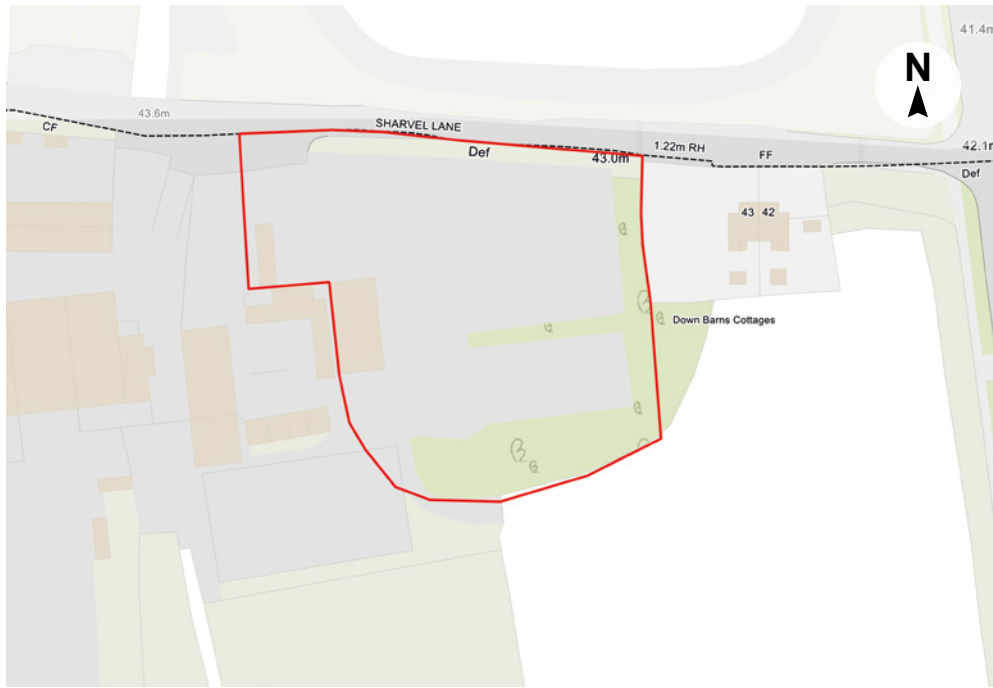 41.4m
N
43.6m
SHARVEL LANE
CF
Def
43.0m
1.22m RH
FF
42.1m
Def
43 42
Down Barns Cottages